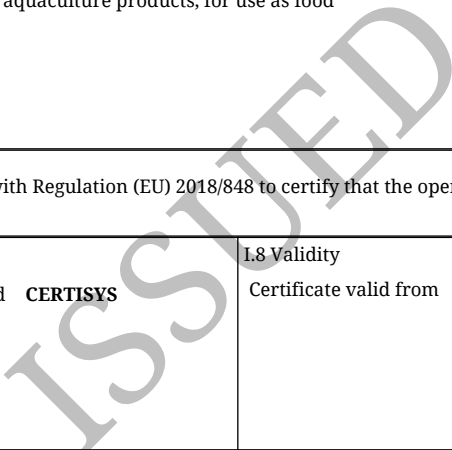 aquaculture products, for use as food
with Regulation (EU) 2018/848 to certify that the oper
d CERTISYS
I.8 Validity
Certificate valid from
ISSUED